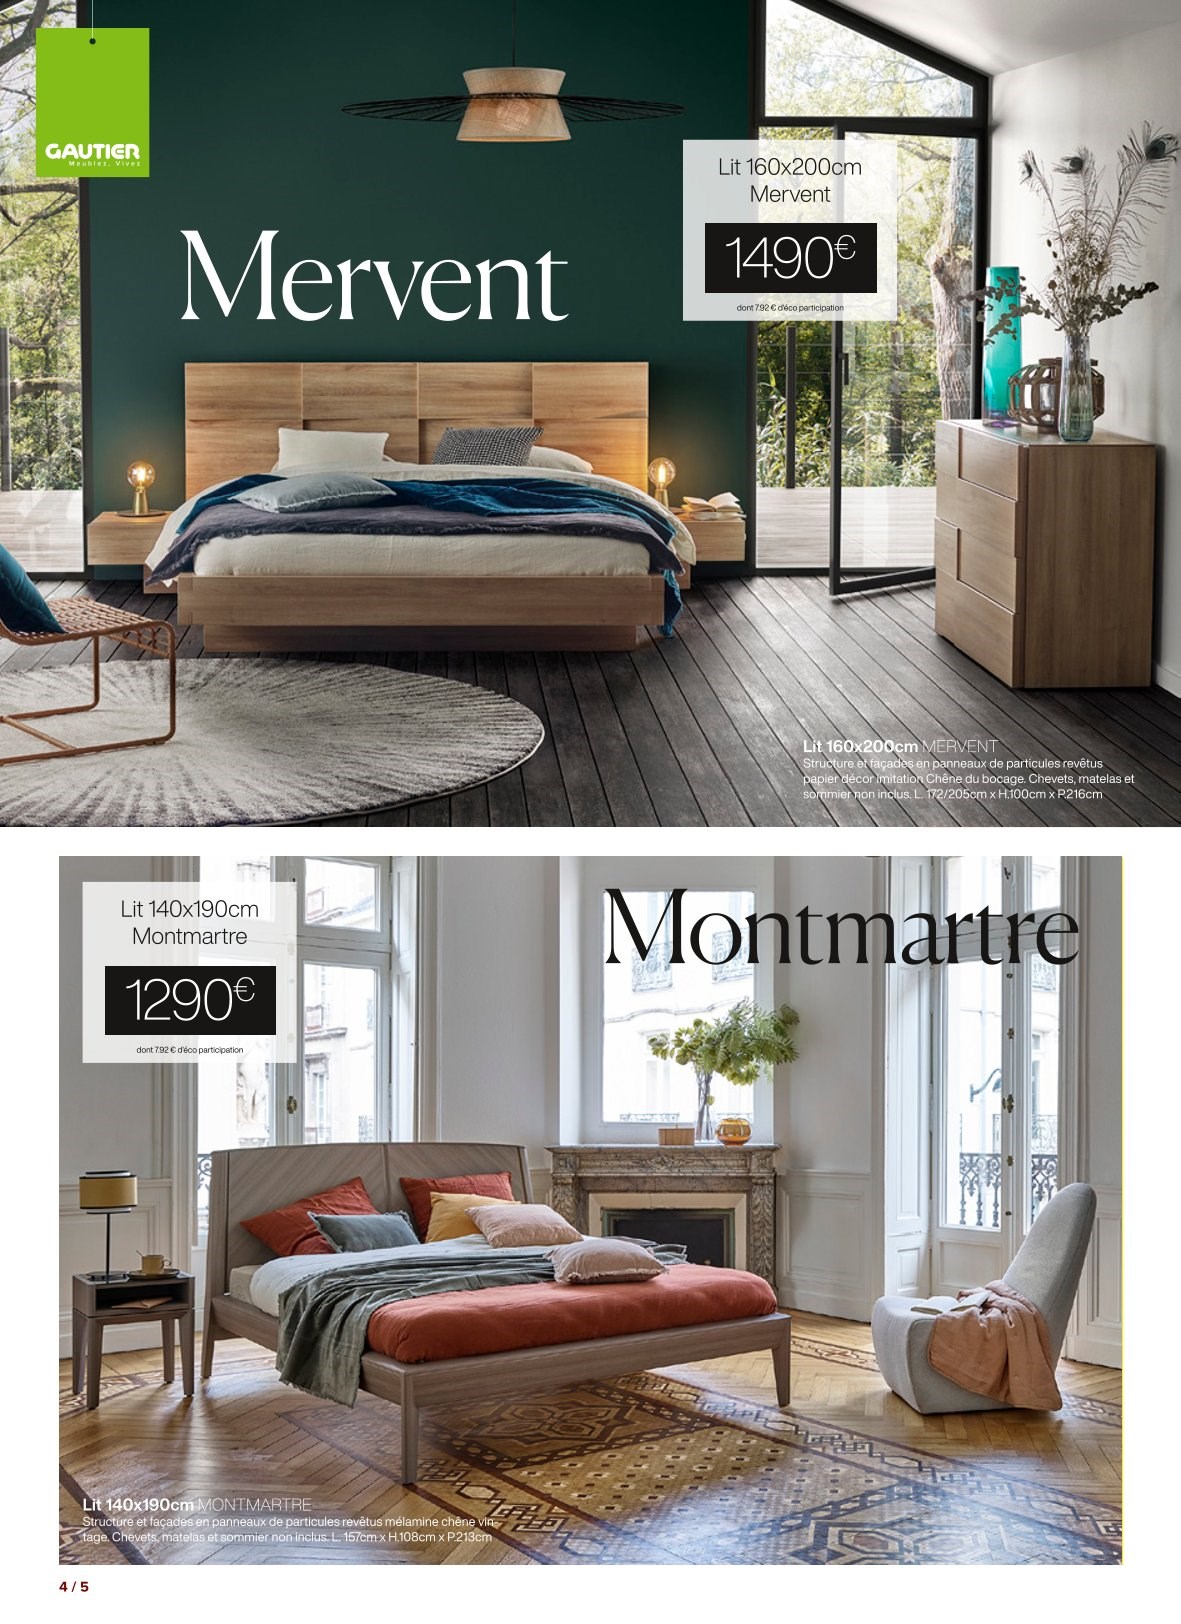 GAUTIER
Meublez, Vivez
Lit 160x200cm
Mervent
1490€
dont 7.92 € d'éco participation
Mervent
Lit 160x200cm MERVENT
Structure et façades en panneaux de particules revêtus
papier décor imitation Chêne du bocage. Chevets, matelas et
sommier non inclus. L. 172/205cm x H.100cm x P.216cm
Lit 140x190cm
Montmartre
1290€
dont 7.92 € d'éco participation
Montmartre
Lit 140x190cm MONTMARTRE
Structure et façades en panneaux de particules revêtus mélamine chêne vin-
tage. Chevets, matelas et sommier non inclus. L. 157cm x H.108cm x P.213cm
4 / 5